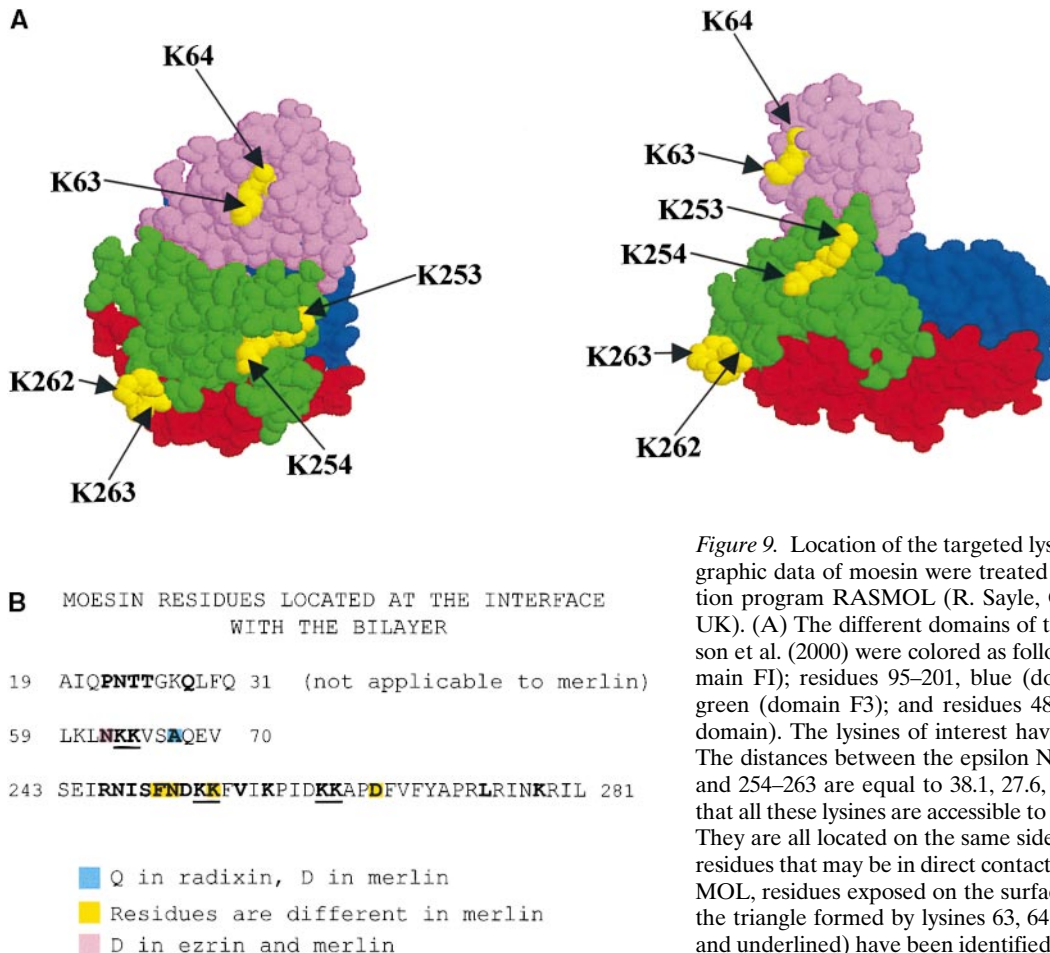 A
K64
K63
K253
K262
K254
K263
K64
K63
K253
K254
K263
K262
B MOESIN RESIDUES LOCATED AT THE INTERFACE
WITH THE BILAYER
19 AIQPNTTGKQLFQ 31 (not applicable to merlin)
59 LKLNKKVSAQEV 70
243 SEIRNISFNDKKFVIKPIDKKAPDFVFYAPRLRINKRIL 281
Q in radixin, D in merlin
Residues are different in merlin
D in ezrin and merlin
Figure 9. Location of the targeted lys
graphic data of moesin were treated
tion program RASMOL (R. Sayle,
UK). (A) The different domains of t
son et al. (2000) were colored as follo
main FI); residues 95–201, blue (do
green (domain F3); and residues 48
domain). The lysines of interest hav
The distances between the epsilon N
and 254–263 are equal to 38.1, 27.6,
that all these lysines are accessible to
They are all located on the same side
residues that may be in direct contact
MOL, residues exposed on the surfac
the triangle formed by lysines 63, 64
and underlined) have been identified